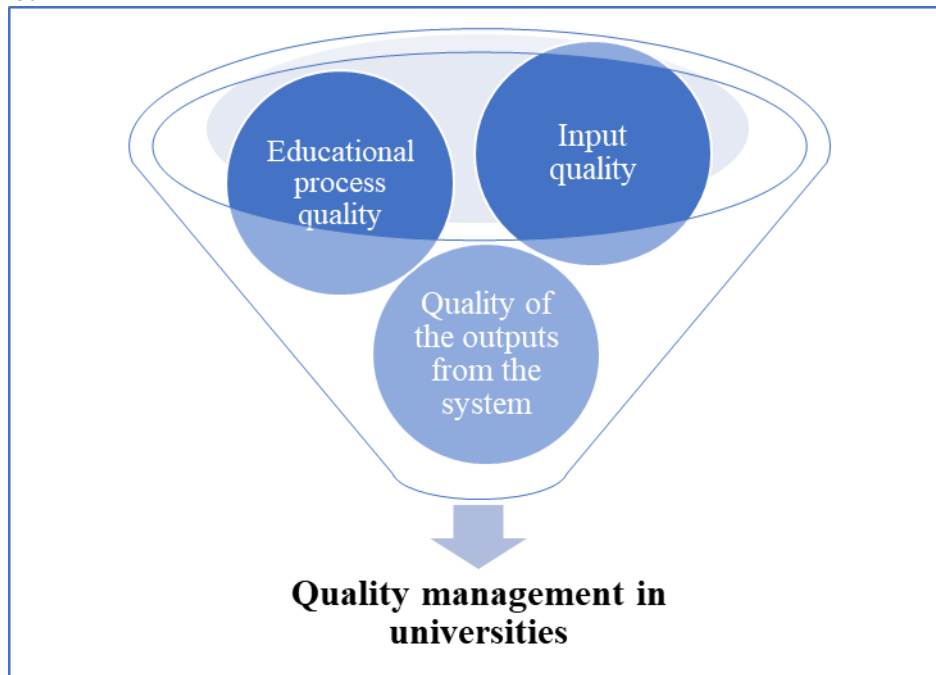 Educational
process
quality
Input
quality
Quality of
the outputs
from the
system
Quality management in
universities